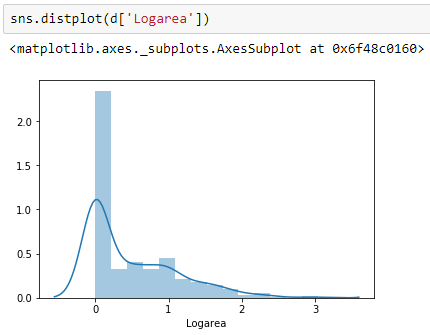 sns.distplot(d['Logarea'])
<matplotlib.axes._subplots.AxesSubplot at 0x6f48c0160>
2.0
1.5
1.0
0.5
0.0
0 1 2 3
Logarea